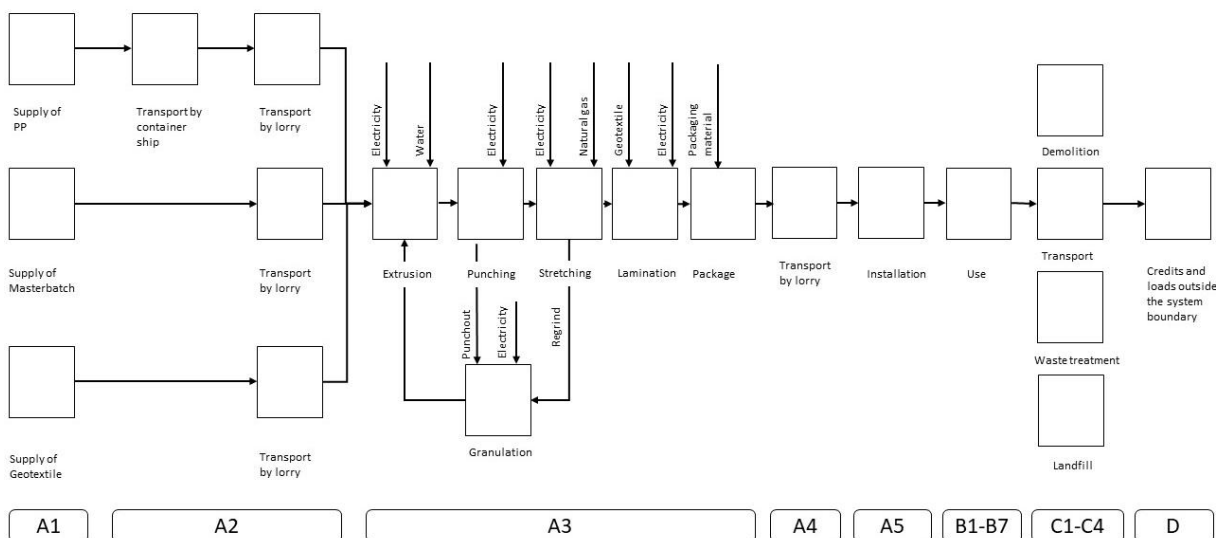 Supply of
PP
Transport by
container
ship
Transport
by lorry
Electricity
Water
Electricity
Electricity
Natural gas
Geotextile
Electricity
Packaging
material
Demolition
Supply of
Masterbatch
Transport
by lorry
Extrusion
Punching
Stretching
Lamination
Package
Transport
by lorry
Installation
Use
Transport
Credits and
loads outside
the system
boundary
Punchout
Electricity
Regrind
Waste treatment
Supply of
Geotextile
Transport
by lorry
Granulation
Landfill
A1
A2
A3
A4
A5
B1-B7
C1-C4
D